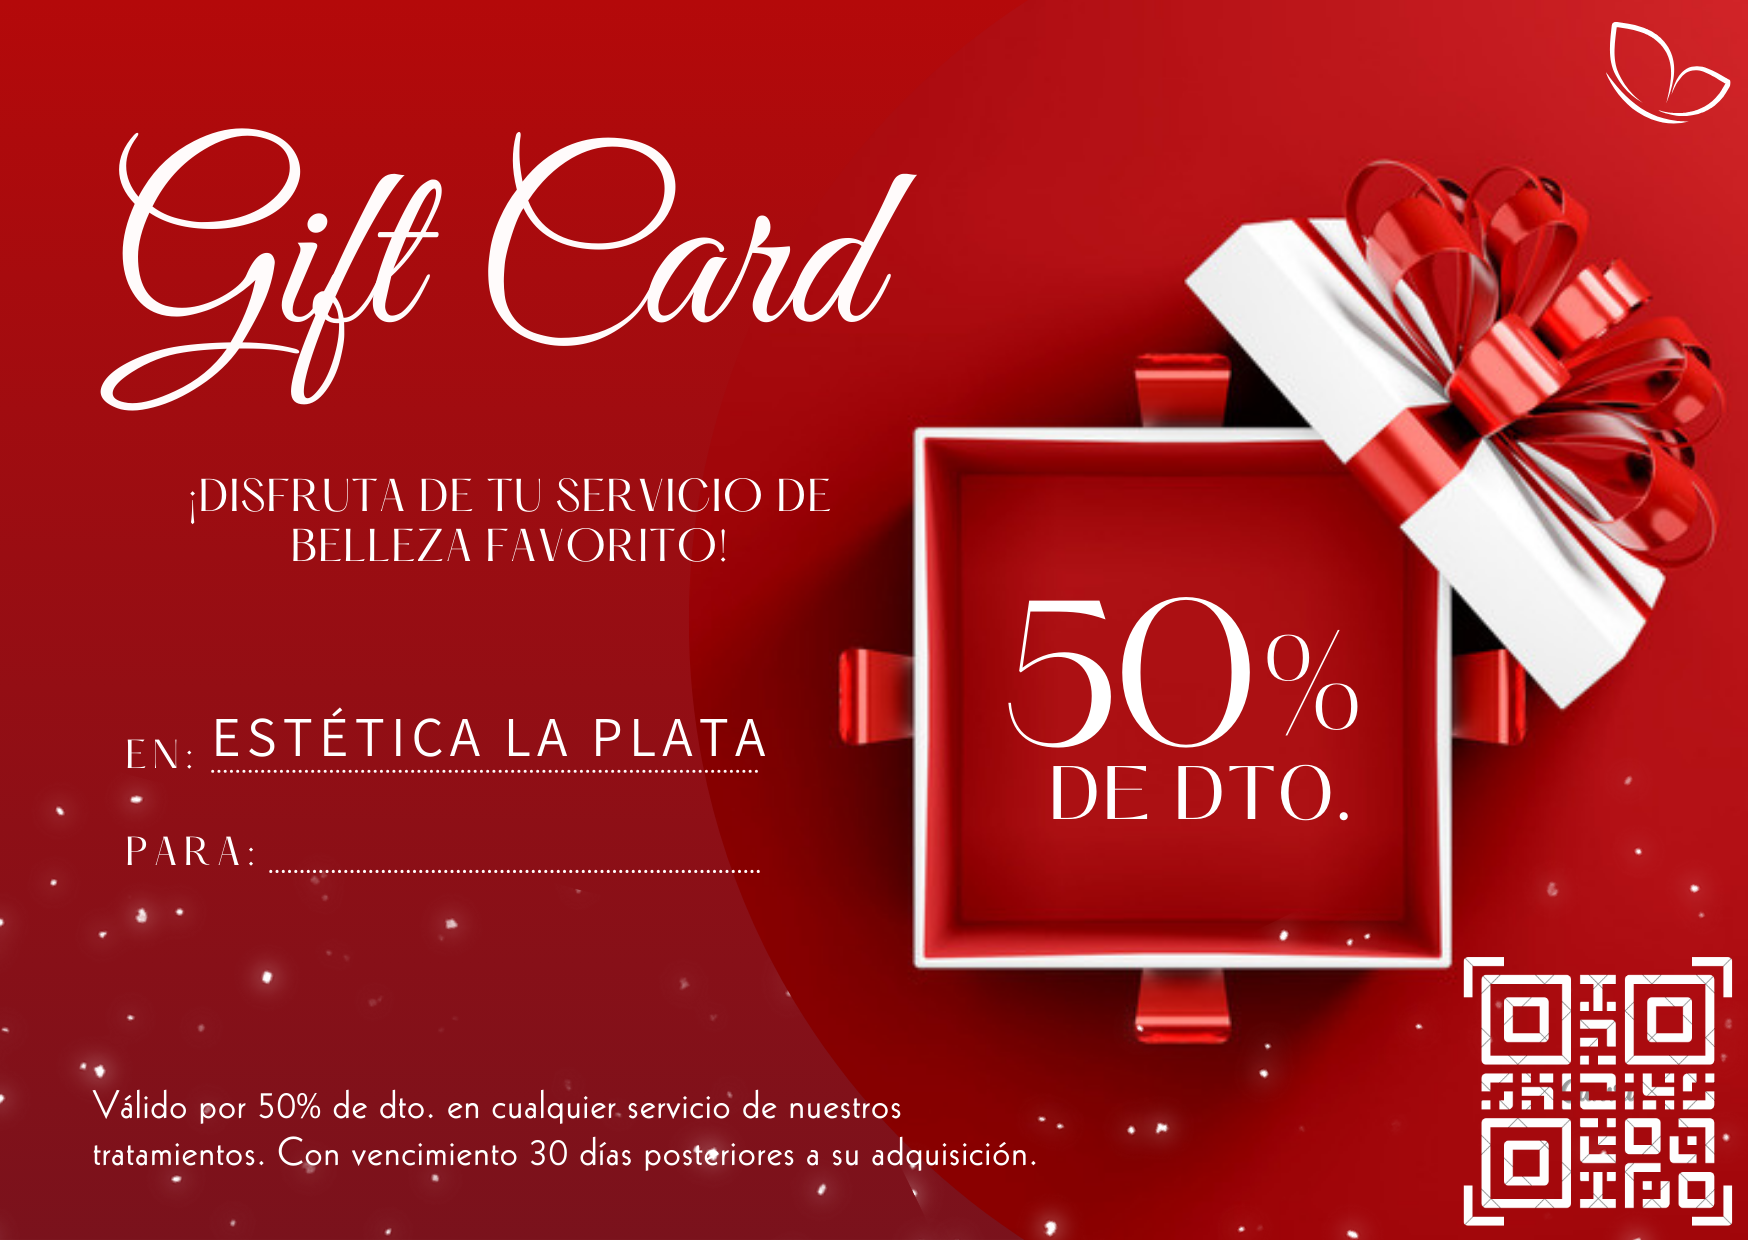 Gift Card
¡DISFRUTA DE TU SERVICIO DE
BELLEZA FAVORITO!
50%
DE DTO.
EN: ESTÉTICA LA PLATA
PARA:
Válido por 50% de dto. en cualquier servicio de nuestros
tratamientos. Con vencimiento 30 días posteriores a su adquisición.